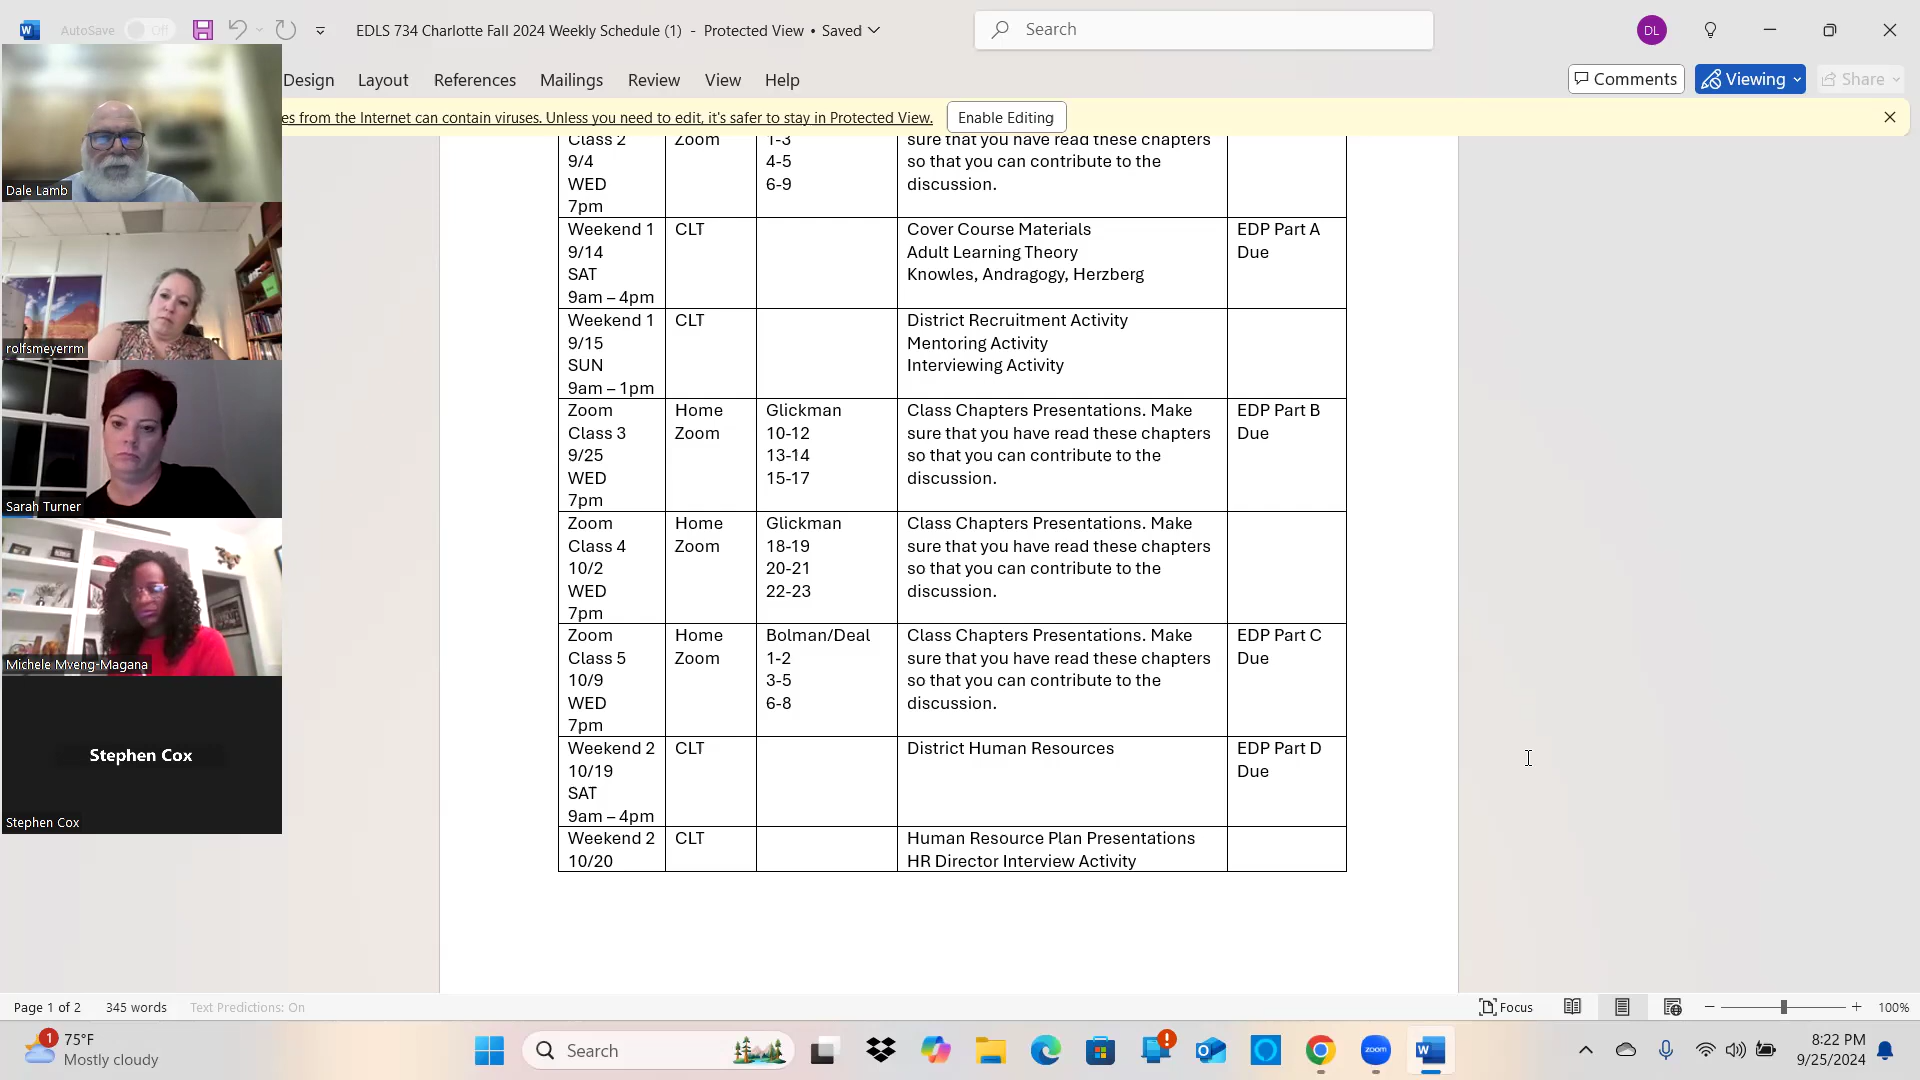 AutoSave Off
EDLS 734 Charlotte Fall 2024 Weekly Schedule (1) - Protected View • Saved
Search
DL
Design Layout References Mailings Review View Help
Comments
Viewing
Share
es from the Internet can contain viruses. Unless you need to edit, it's safer to stay in Protected View.
Enable Editing
Dale Lamb
rolfsmeyerrm
Sarah Turner
Michele Mveng-Magana
Stephen Cox
Stephen Cox
Class 2
9/4
WED
7pm
Zoom
1-3
4-5
6-9
sure that you have read these chapters
so that you can contribute to the
discussion.
Weekend 1
9/14
SAT
9am – 4pm
CLT
Cover Course Materials
Adult Learning Theory
Knowles, Andragogy, Herzberg
EDP Part A
Due
Weekend 1
9/15
SUN
9am – 1pm
CLT
District Recruitment Activity
Mentoring Activity
Interviewing Activity
Zoom
Class 3
9/25
WED
7pm
Home
Zoom
Glickman
10-12
13-14
15-17
Class Chapters Presentations. Make
sure that you have read these chapters
so that you can contribute to the
discussion.
EDP Part B
Due
Zoom
Class 4
10/2
WED
7pm
Home
Zoom
Glickman
18-19
20-21
22-23
Class Chapters Presentations. Make
sure that you have read these chapters
so that you can contribute to the
discussion.
Zoom
Class 5
10/9
WED
7pm
Home
Zoom
Bolman/Deal
1-2
3-5
6-8
Class Chapters Presentations. Make
sure that you have read these chapters
so that you can contribute to the
discussion.
EDP Part C
Due
Weekend 2
10/19
SAT
9am – 4pm
CLT
District Human Resources
EDP Part D
Due
Weekend 2
10/20
CLT
Human Resource Plan Presentations
HR Director Interview Activity
Page 1 of 2 345 words Text Predictions: On
Focus
100%
1
75°F
Mostly cloudy
Search
zoom
8:22 PM
9/25/2024